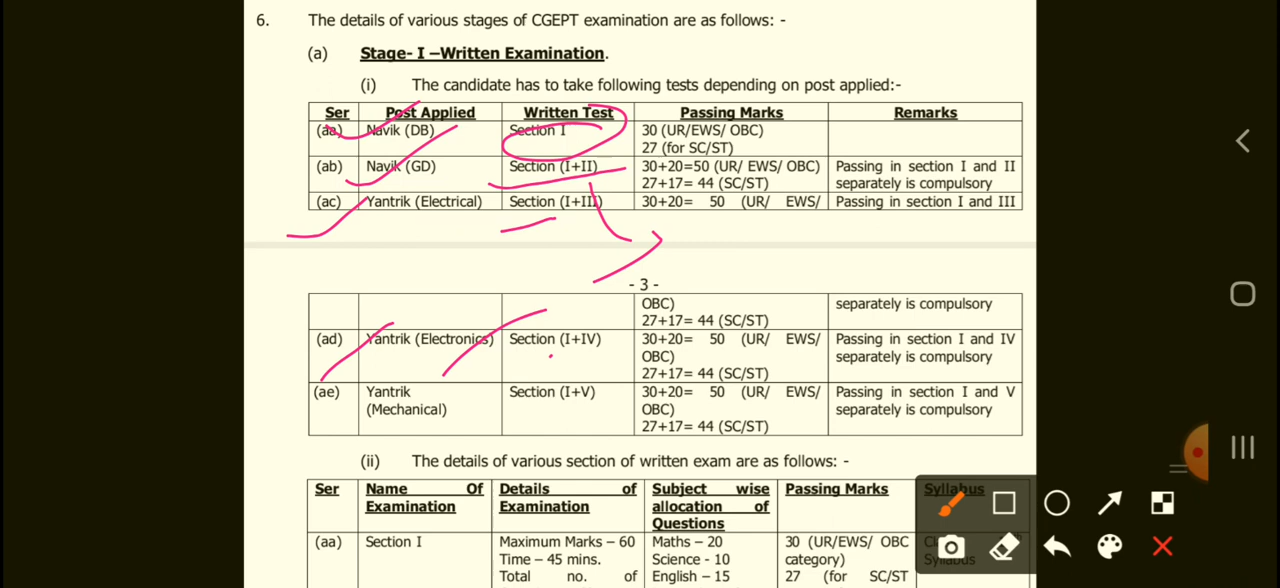 6. The details of various stages of CGEPT examination are as follows: -
(a) Stage- I –Written Examination.
(i) The candidate has to take following tests depending on post applied:-
Ser Post Applied Written Test Passing Marks Remarks
(aa) Navik (DB) Section I 30 (UR/EWS/ OBC)
27 (for SC/ST)
(ab) Navik (GD) Section (I+II) 30+20=50 (UR/ EWS/ OBC) Passing in section I and II
27+17= 44 (SC/ST) separately is compulsory
(ac) Yantrik (Electrical) Section (I+III) 30+20= 50 (UR/ EWS/ Passing in section I and III
- 3 -
OBC) separately is compulsory
27+17= 44 (SC/ST)
(ad) Yantrik (Electronics) Section (I+IV) 30+20= 50 (UR/ EWS/ Passing in section I and IV
OBC) separately is compulsory
27+17= 44 (SC/ST)
(ae) Yantrik Section (I+V) 30+20= 50 (UR/ EWS/ Passing in section I and V
(Mechanical) OBC) separately is compulsory
27+17= 44 (SC/ST)
(ii) The details of various section of written exam are as follows: -
Ser Name Of Details of Subject wise Passing Marks Syllabus
Examination Examination allocation of
Questions
(aa) Section I Maximum Marks – 60 Maths – 20 30 (UR/EWS/ OBC
Time – 45 mins. Science - 10 category) Syllabus
Total no. of English – 15 27 (for SC/ST